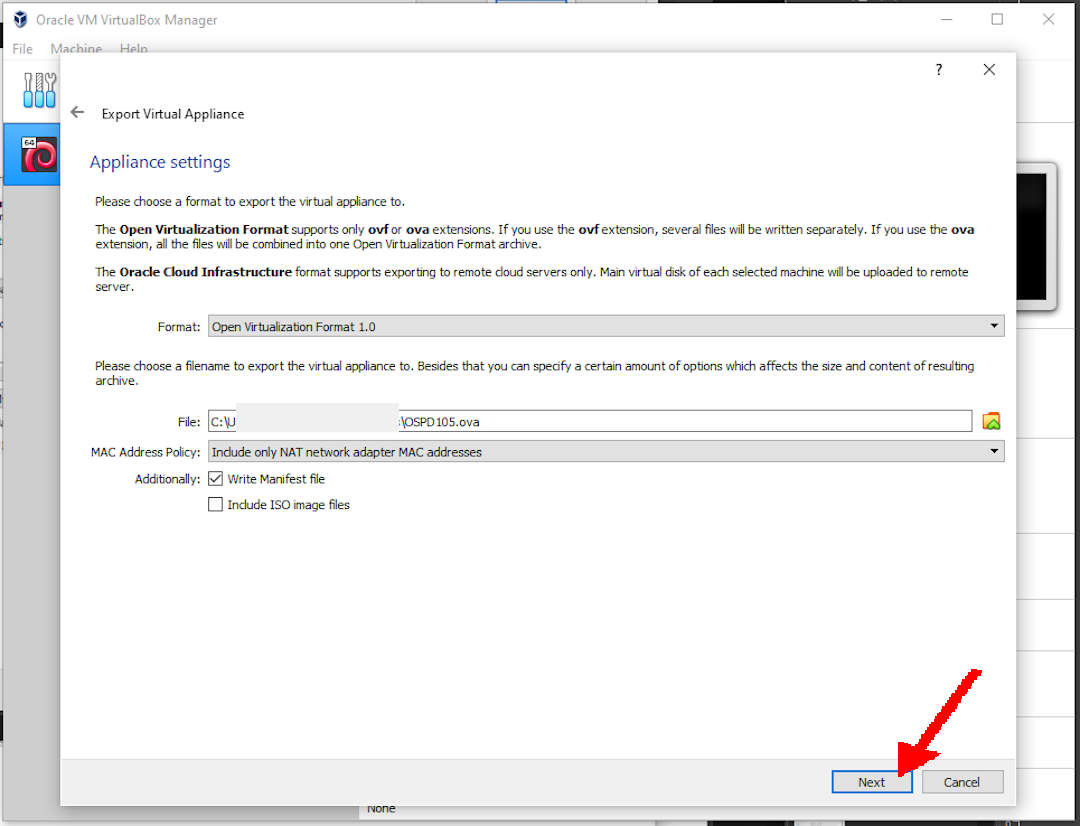 Oracle VM VirtualBox Manager
File Machine Help
?
Export Virtual Appliance
64
Appliance settings
Please choose a format to export the virtual appliance to.
The Open Virtualization Format supports only ovf or ova extensions. If you use the ovf extension, several files will be written separately. If you use the ova
extension, all the files will be combined into one Open Virtualization Format archive.
The Oracle Cloud Infrastructure format supports exporting to remote cloud servers only. Main virtual disk of each selected machine will be uploaded to remote
server.
Format: Open Virtualization Format 1.0
Please choose a filename to export the virtual appliance to. Besides that you can specify a certain amount of options which affects the size and content of resulting
archive.
File: C:\U \OSPD105.ova
MAC Address Policy: Include only NAT network adapter MAC addresses
Additionally: Write Manifest file
Include ISO image files
Next Cancel
None